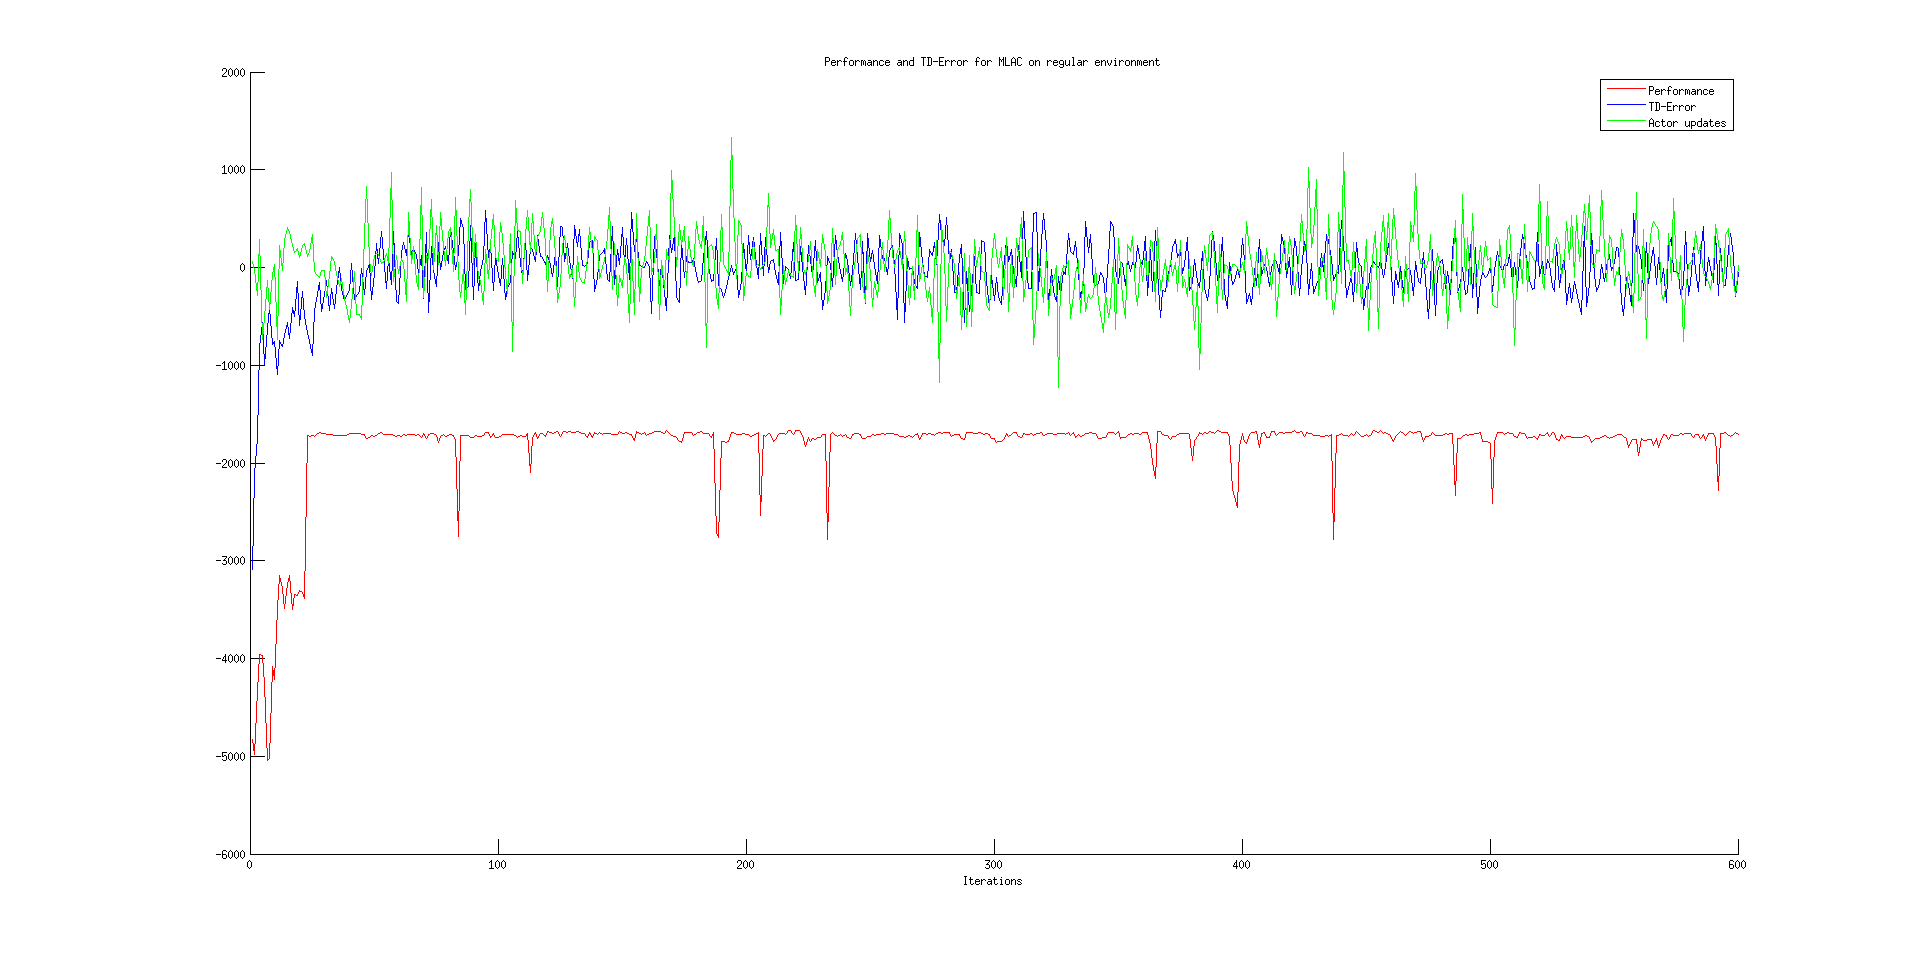 Performance and TD-Error for MLAC on regular environment
Performance
TD-Error
Actor updates
2000
1000
0
-1000
-2000
-3000
-4000
-5000
-6000
0 100 200 300 400 500 600
Iterations